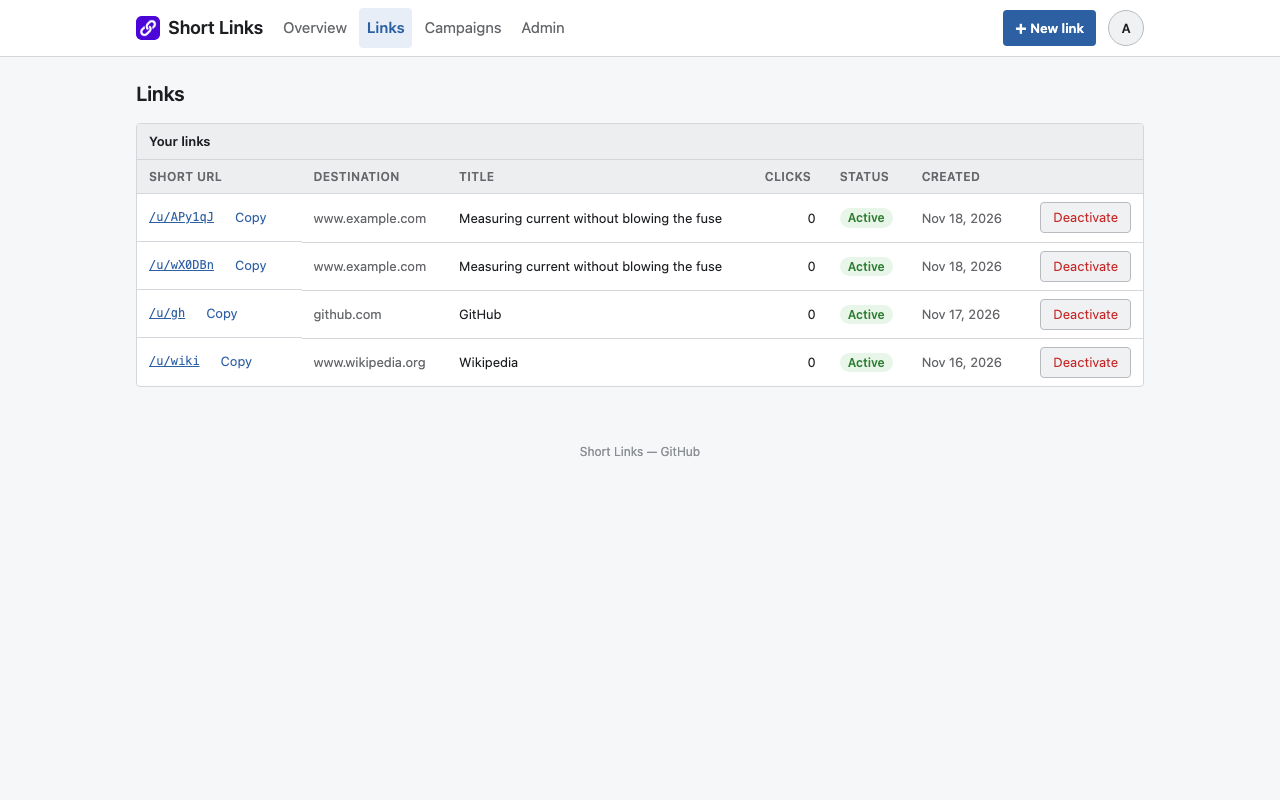 Short Links Overview Links Campaigns Admin + New link A
Links
Your links
SHORT URL DESTINATION TITLE CLICKS STATUS CREATED
/u/APy1qJ Copy www.example.com Measuring current without blowing the fuse 0 Active Nov 18, 2026 Deactivate
/u/wX0DBn Copy www.example.com Measuring current without blowing the fuse 0 Active Nov 18, 2026 Deactivate
/u/gh Copy github.com GitHub 0 Active Nov 17, 2026 Deactivate
/u/wiki Copy www.wikipedia.org Wikipedia 0 Active Nov 16, 2026 Deactivate
Short Links — GitHub